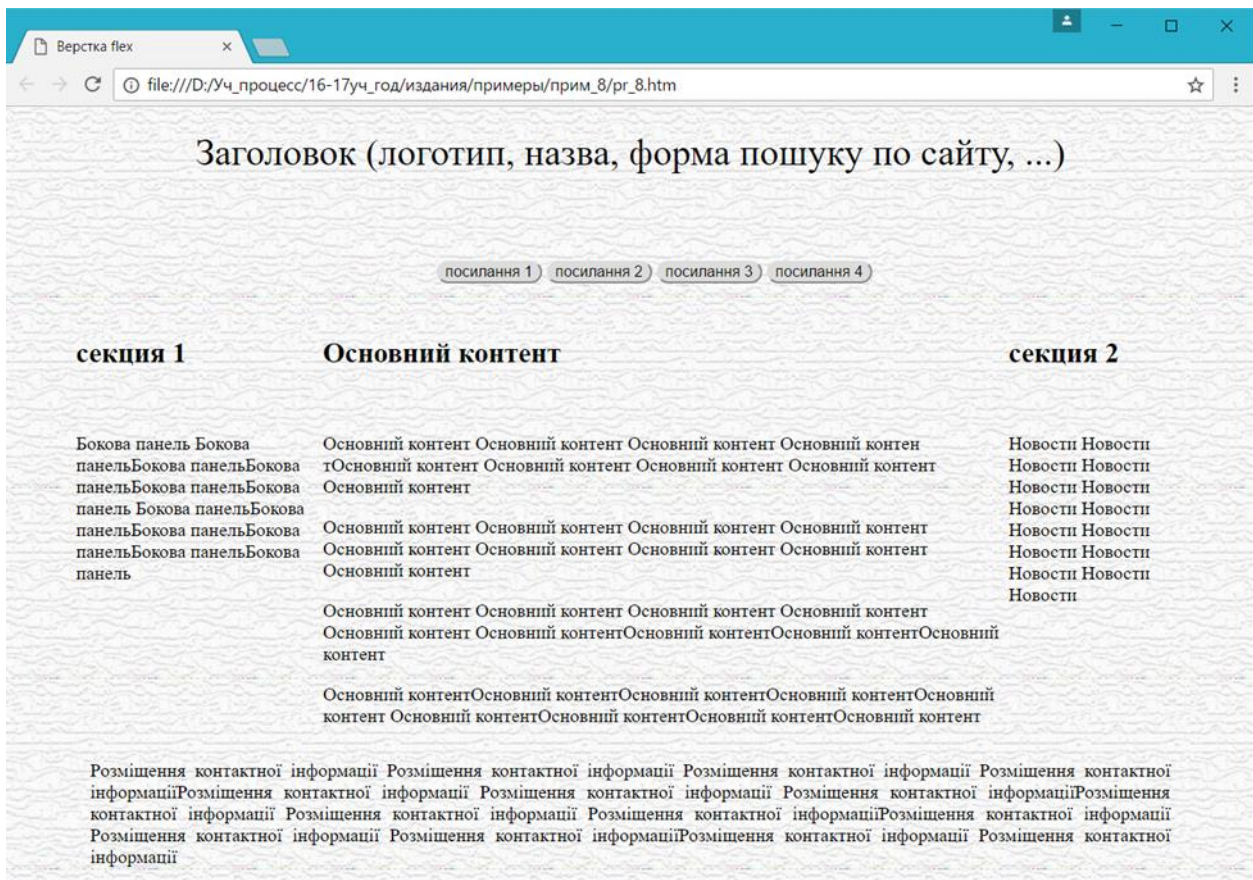 Верстка flex
file:///D:/Уч_процесс/16-17уч_год/издания/примеры/прим_8/pr_8.htm
Заголовок (логотип, назва, форма пошуку по сайту, ...)
посилання 1 посилання 2 посилання 3 посилання 4
секция 1
Бокова панель Бокова
панельБокова панельБокова
панельБокова панельБокова
панель Бокова панельБокова
панельБокова панельБокова
панельБокова панельБокова
панель
Основний контент
Основний контент Основний контент Основний контент Основний контен
тОсновний контент Основний контент Основний контент Основний контент
Основний контент
Основний контент Основний контент Основний контент Основний контент
Основний контент Основний контент Основний контент Основний контент
Основний контент
Основний контент Основний контент Основний контент Основний контент
Основний контент Основний контентОсновний контентОсновний контентОсновний
контент
Основний контентОсновний контентОсновний контентОсновний контентОсновний
контент Основний контентОсновний контентОсновний контентОсновний контент
секция 2
Новости Новости
Новости Новости
Новости Новости
Новости Новости
Новости Новости
Новости Новости
Новости Новости
Новости
Розміщення контактної інформації Розміщення контактної інформації Розміщення контактної інформації Розміщення контактної
інформаціїРозміщення контактної інформації Розміщення контактної інформації Розміщення контактної інформаціїРозміщення
контактної інформації Розміщення контактної інформації Розміщення контактної інформаціїРозміщення контактної інформації
Розміщення контактної інформації Розміщення контактної інформаціїРозміщення контактної інформації Розміщення контактної
інформації